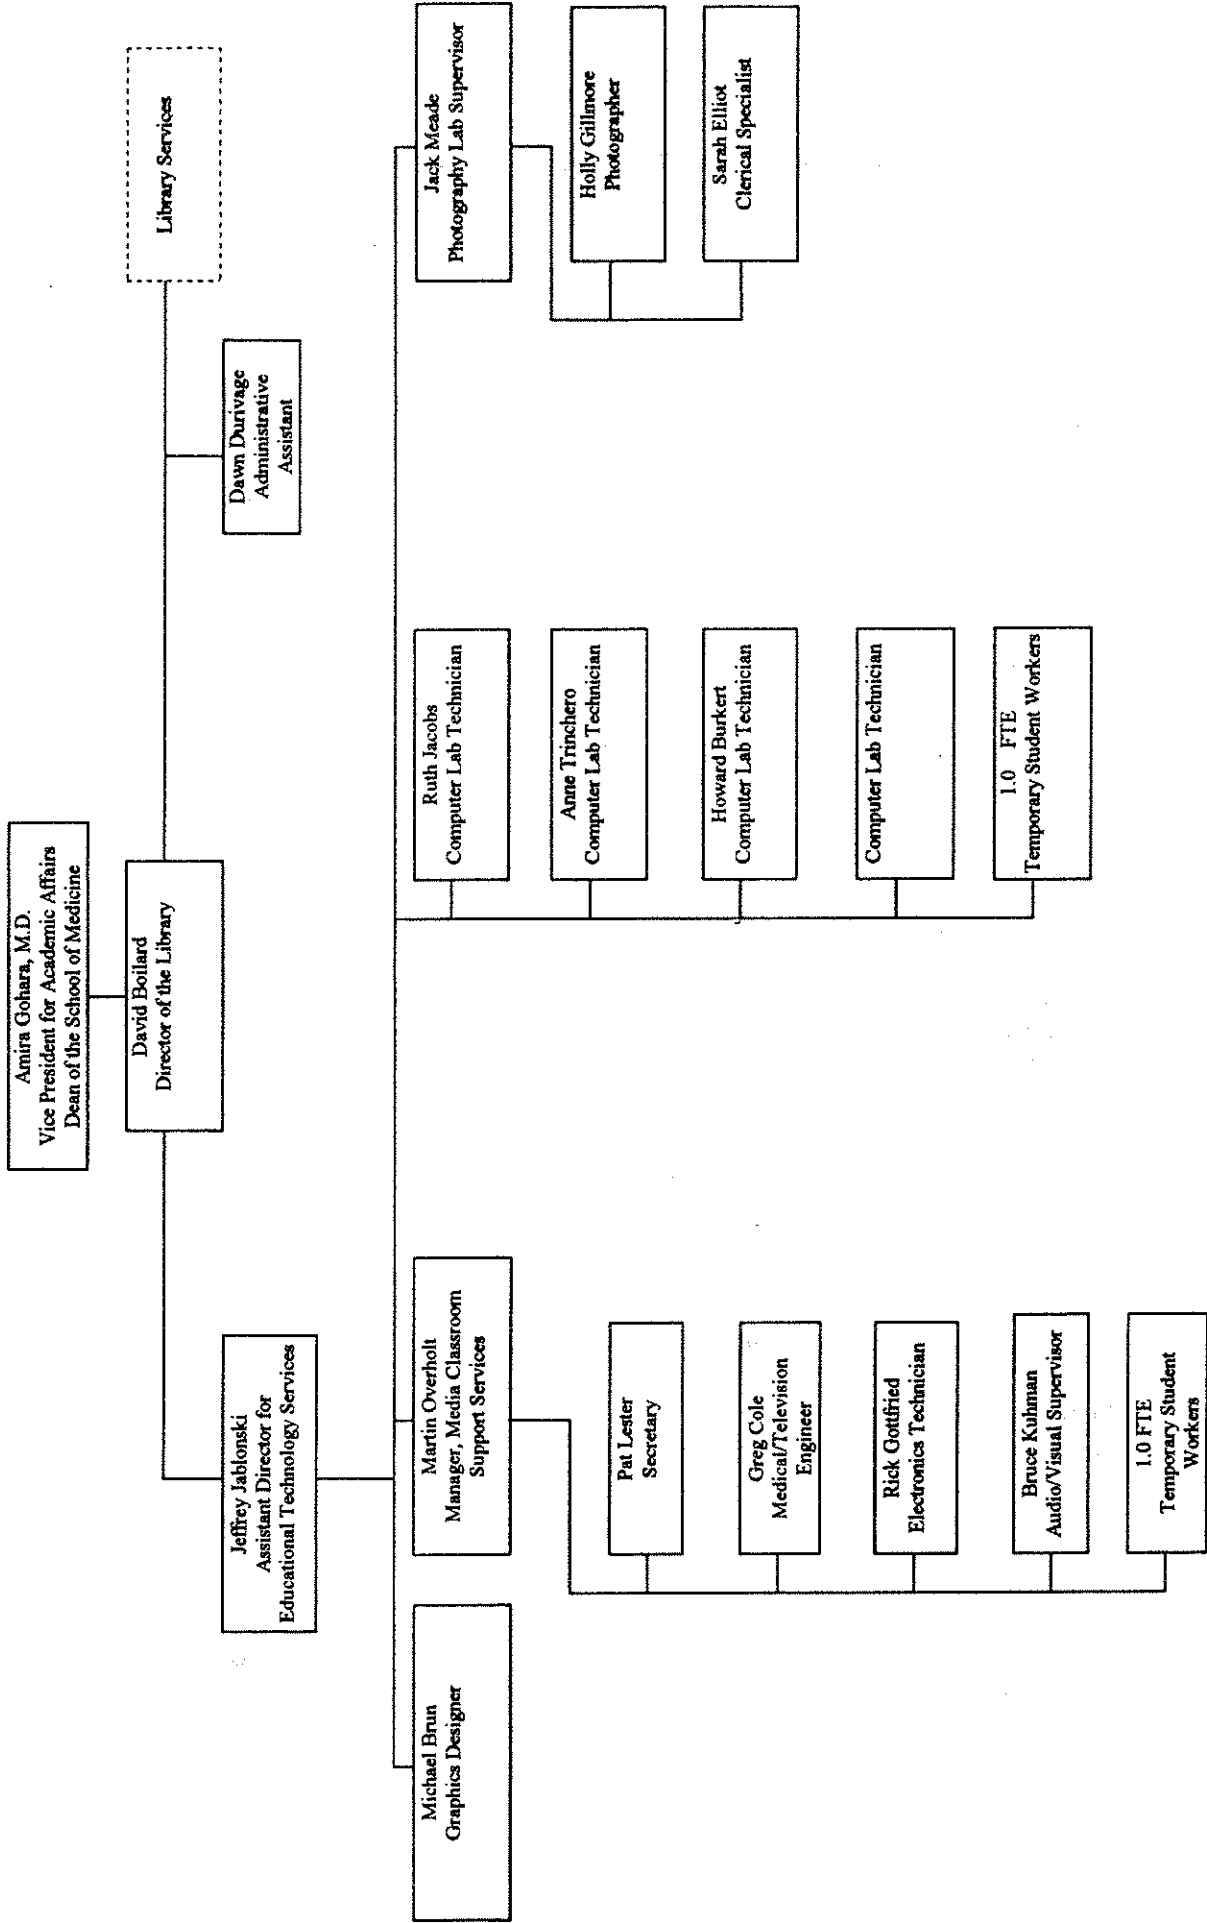 Amira Gohara, M.D.
Vice President for Academic Affairs
Dean of the School of Medicine
David Boilard
Director of the Library
Library Services
Jeffrey Jablonski
Assistant Director for
Educational Technology Services
Dawn Durivage
Administrative
Assistant
Michael Brun
Graphics Designer
Martin Overholt
Manager, Media Classroom
Support Services
Ruth Jacobs
Computer Lab Technician
Jack Meade
Photography Lab Supervisor
Pat Lester
Secretary
Greg Cole
Medical/Television
Engineer
Rick Gottfried
Electronics Technician
Bruce Kuhman
Audio/Visual Supervisor
1.0 FTE
Temporary Student
Workers
Anne Trinchero
Computer Lab Technician
Howard Burkert
Computer Lab Technician
Computer Lab Technician
1.0 FTE
Temporary Student Workers
Holly Gillmore
Photographer
Sarah Elliot
Clerical Specialist